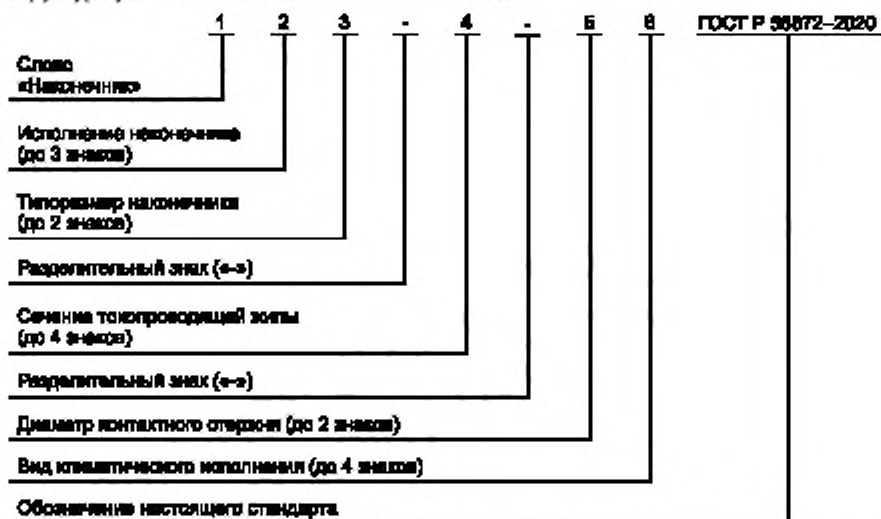 1 2 3 - 4 - 5 6 ГОСТ Р 58672–2020
Слово
«Наконечник»
Исполнение наконечника
(до 3 знаков)
Типоразмер наконечника
(до 2 знаков)
Разделительный знак («-»)
Сечение токопроводящей жилы
(до 4 знаков)
Разделительный знак («-»)
Диаметр контактного стержня (до 2 знаков)
Вид климатического исполнения (до 4 знаков)
Обозначение настоящего стандарта